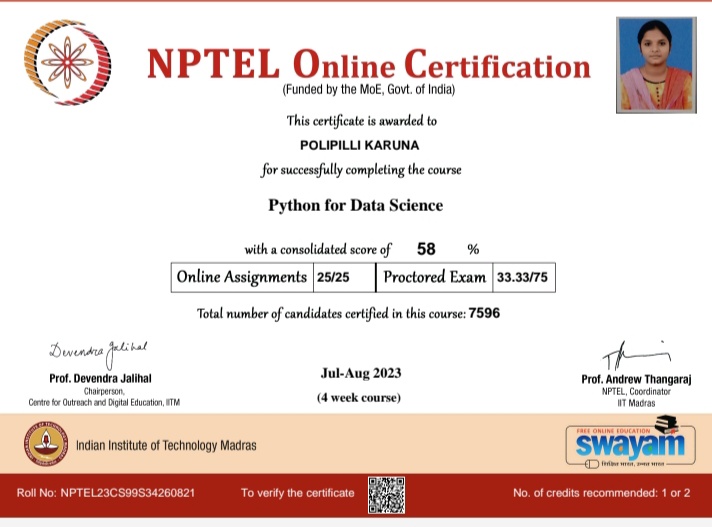 NPTEL Online Certification
(Funded by the MoE, Govt. of India)
This certificate is awarded to
POLIPILLI KARUNA
for successfully completing the course
Python for Data Science
with a consolidated score of 58 %
Online Assignments 25/25 Proctored Exam 33.33/75
Total number of candidates certified in this course: 7596
Devendra Jalihal
Prof. Devendra Jalihal
Chairperson,
Centre for Outreach and Digital Education, IITM
Jul-Aug 2023
(4 week course)
Prof. Andrew Thangaraj
NPTEL, Coordinator
IIT Madras
Indian Institute of Technology Madras
FREE ONLINE EDUCATION
swayam
शिक्षित भारत, उन्नत भारत
Roll No: NPTEL23CS99S34260821
To verify the certificate
No. of credits recommended: 1 or 2